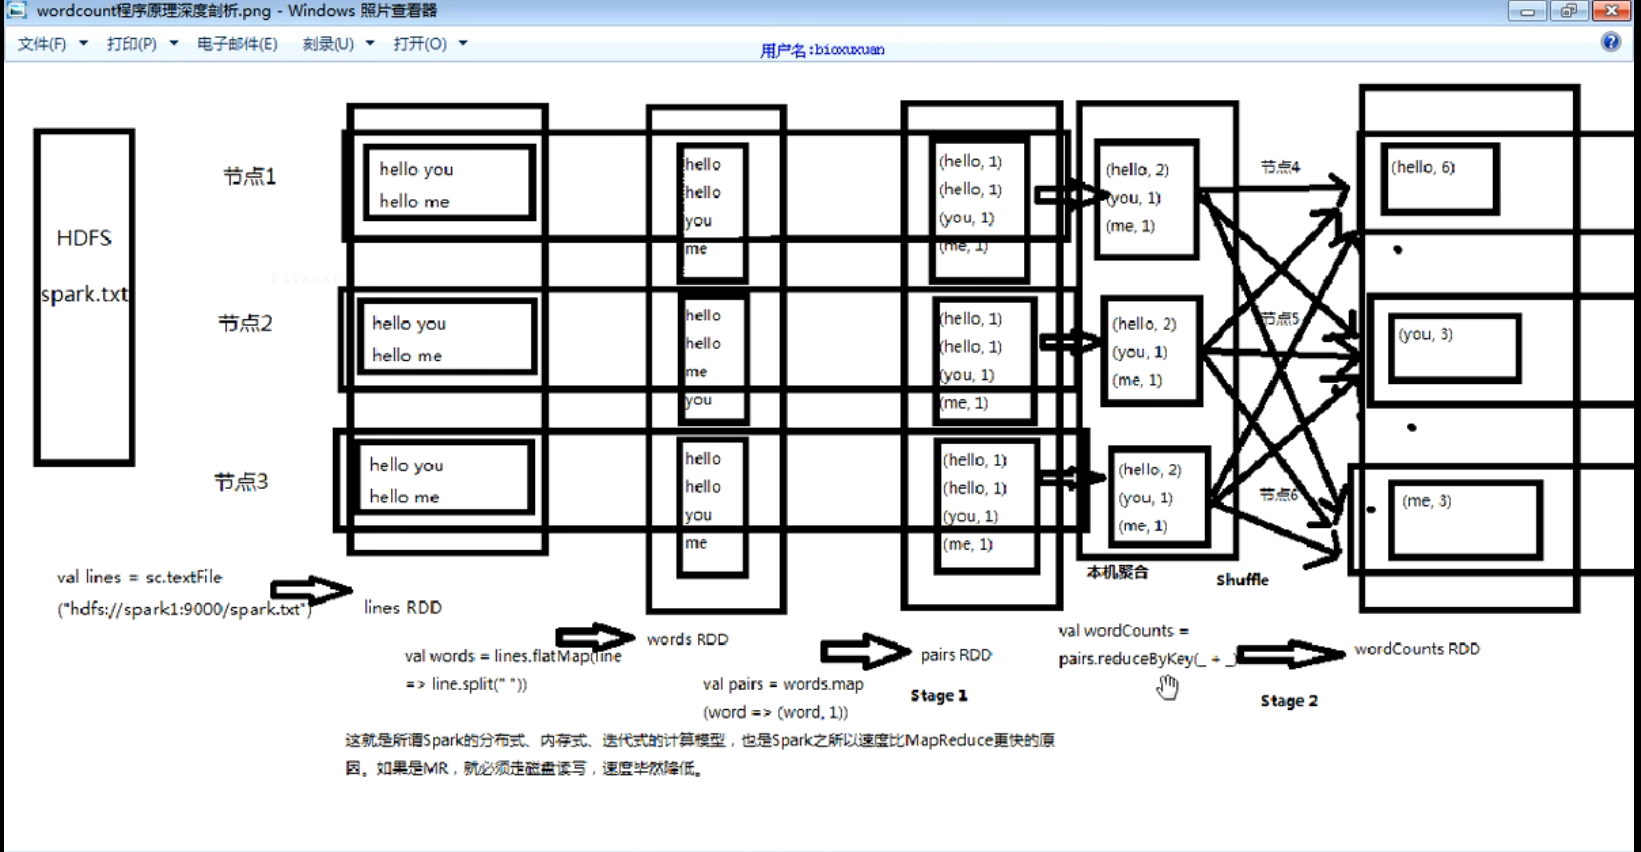 wordcount程序原理深度剖析.png - Windows 照片查看器
文件(F) 打印(P) 电子邮件(E) 刻录(U) 打开(O)
用户名:bioxuxuan
HDFS
spark.txt
节点1
hello you
hello me
hello
hello
you
me
(hello, 1)
(hello, 1)
(you, 1)
(me, 1)
(hello, 2)
(you, 1)
(me, 1)
节点4
(hello, 6)
节点2
hello you
hello me
hello
hello
me
you
(hello, 1)
(hello, 1)
(you, 1)
(me, 1)
(hello, 2)
(you, 1)
(me, 1)
节点5
(you, 3)
节点3
hello you
hello me
hello
hello
you
me
(hello, 1)
(hello, 1)
(you, 1)
(me, 1)
(hello, 2)
(you, 1)
(me, 1)
节点6
(me, 3)
本机聚合
Shuffle
val lines = sc.textFile
("hdfs://spark1:9000/spark.txt")
lines RDD
val words = lines.flatMap(line
=> line.split(" "))
words RDD
val pairs = words.map
(word => (word, 1))
pairs RDD
Stage 1
val wordCounts =
pairs.reduceByKey(_ + _)
wordCounts RDD
Stage 2
这就是所谓Spark的分布式、内存式、迭代式的计算模型，也是Spark之所以速度比MapReduce更快的原
因。如果是MR，就必须走磁盘读写，速度毕然降低。